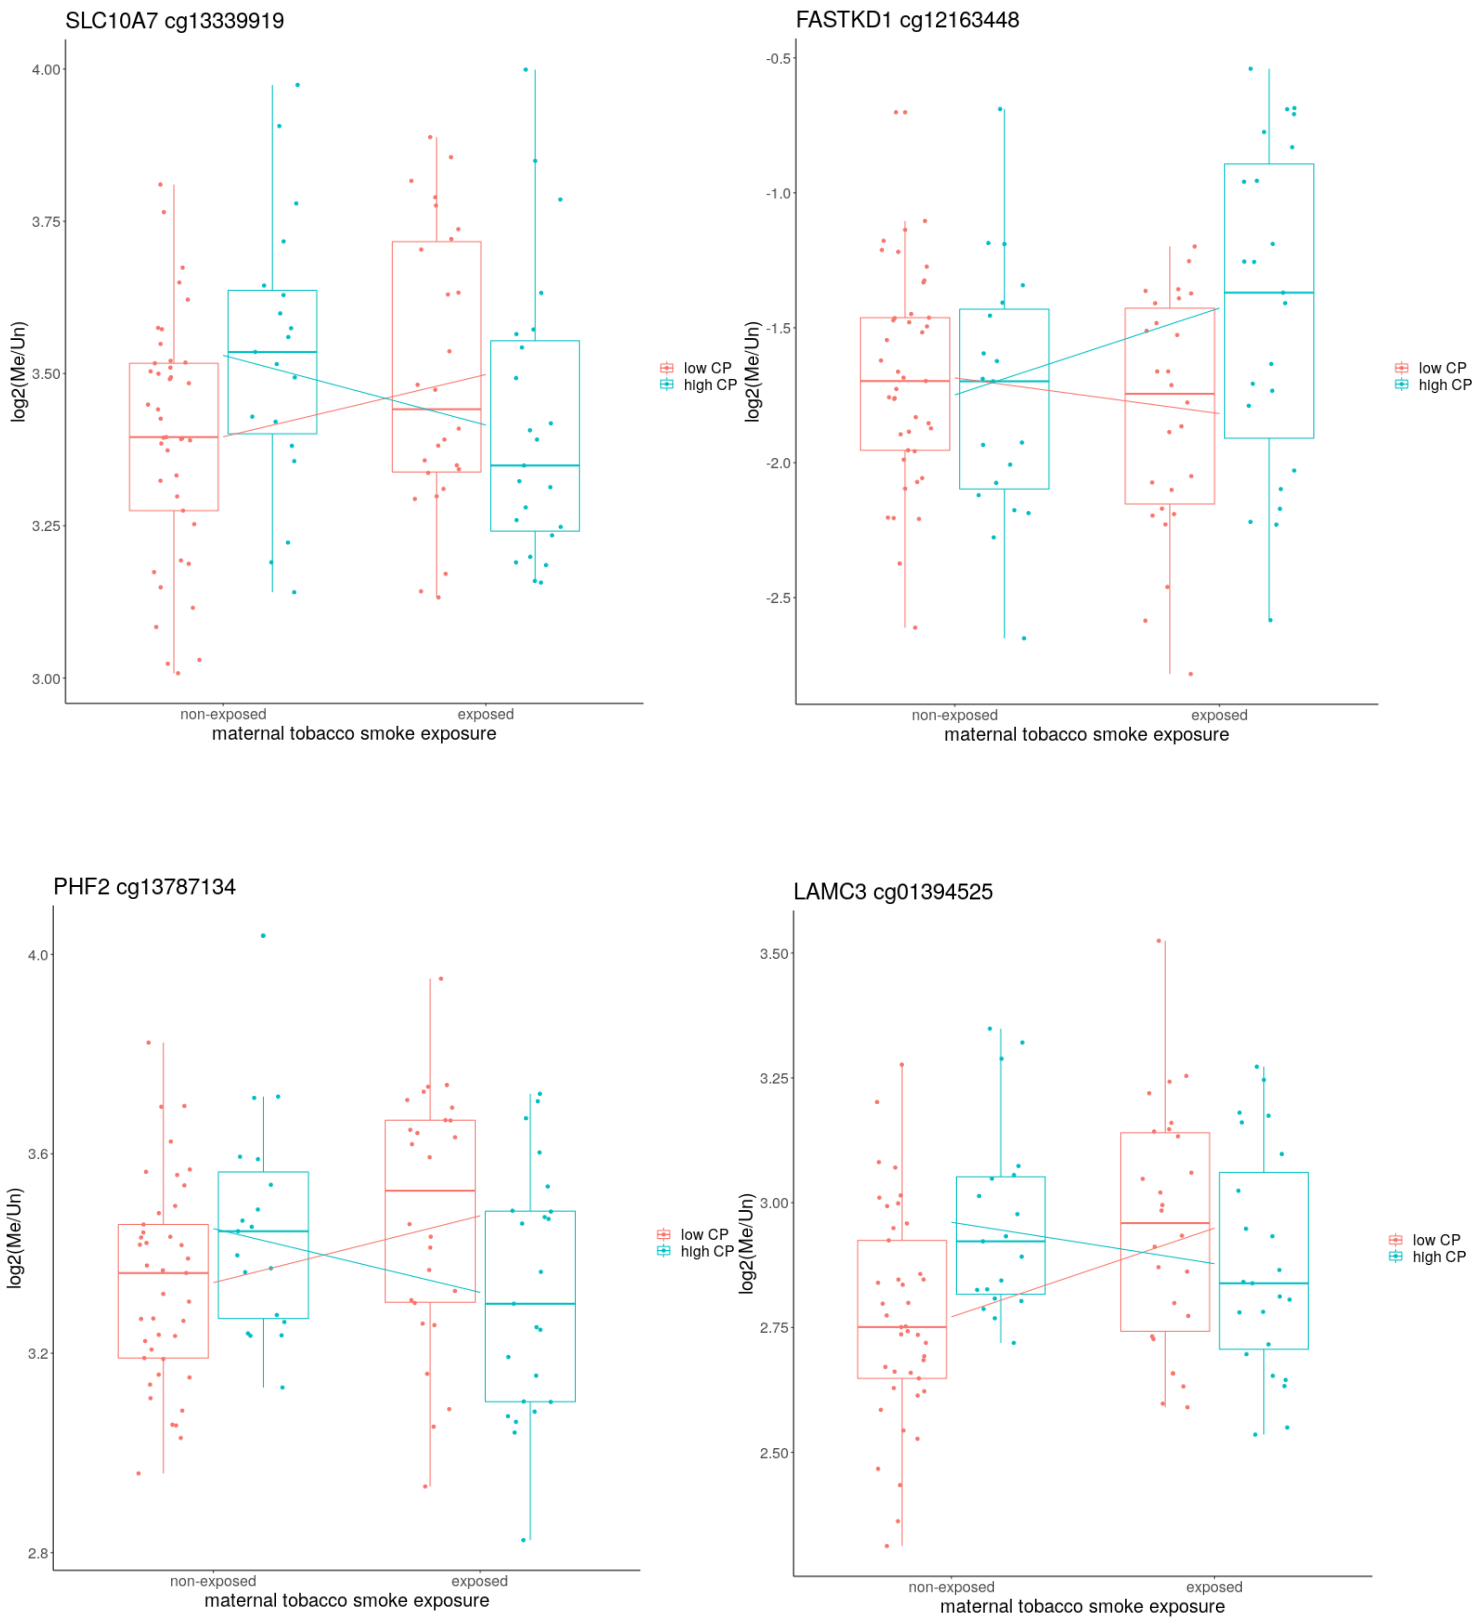 SLC10A7 cg13339919
4.00
3.75
3.50
3.25
3.00
log2(Me/Un)
non-exposed exposed
maternal tobacco smoke exposure
low CP
high CP
FASTKD1 cg12163448
-0.5
-1.0
-1.5
-2.0
-2.5
log2(Me/Un)
non-exposed exposed
maternal tobacco smoke exposure
low CP
high CP
PHF2 cg13787134
4.0
3.6
3.2
2.8
log2(Me/Un)
non-exposed exposed
maternal tobacco smoke exposure
low CP
high CP
LAMC3 cg01394525
3.50
3.25
3.00
2.75
2.50
log2(Me/Un)
non-exposed exposed
maternal tobacco smoke exposure
low CP
high CP